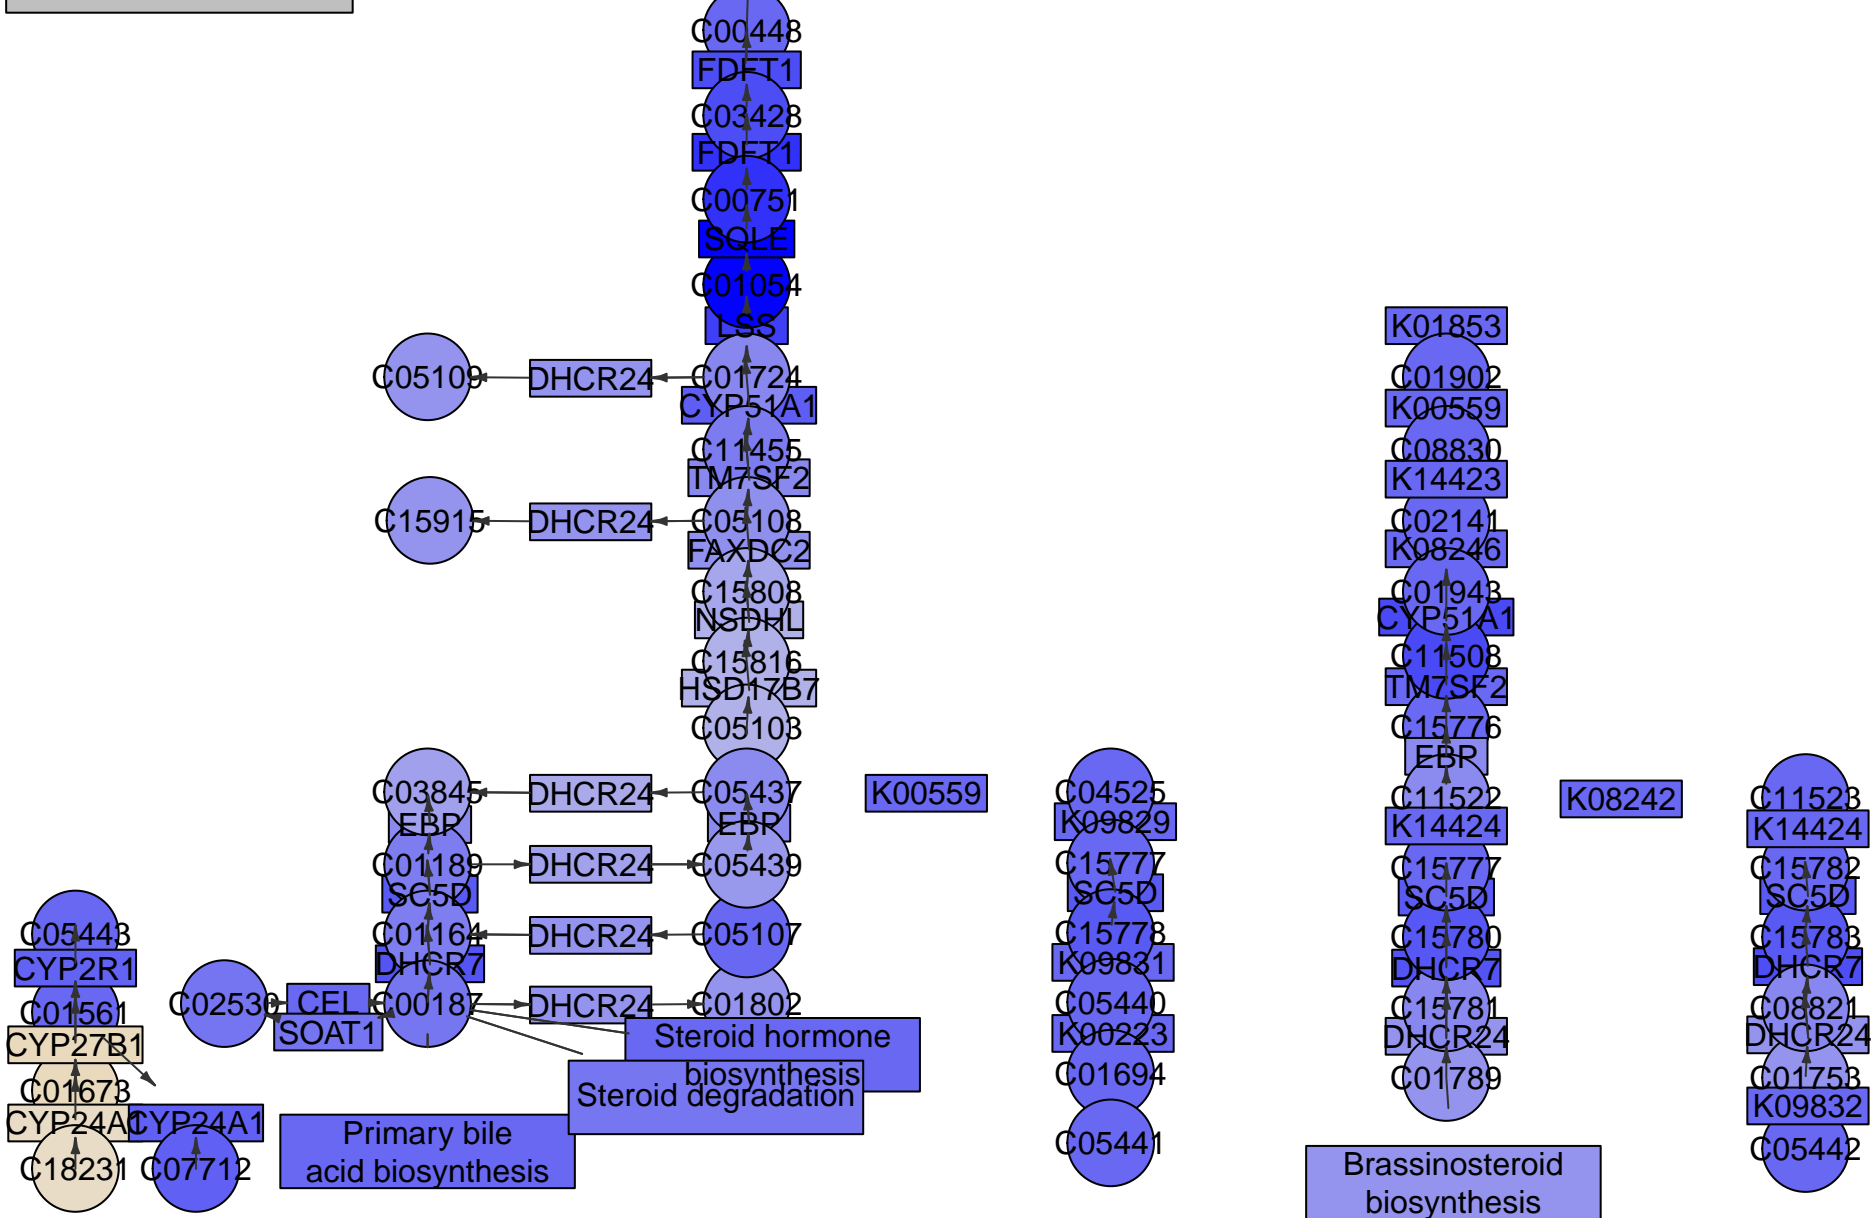 C00448
FDFT1
C03428
FDFT1
C00751
SQLE
C01054
LSS
C05109
DHCR24
C01724
CYP51A1
C11455
TM7SF2
C15915
DHCR24
C05108
FAXDC2
C15808
NSDHL
C15816
HSD17B7
C05103
C03845
DHCR24
C05437
EBP
EBP
C01189
DHCR24
C05439
SC5D
C01164
DHCR24
C05107
DHCR7
C02530
CEL
SOAT1
C00187
DHCR24
C01802
C05443
CYP2R1
C01561
CYP27B1
C01673
CYP24A1
CYP24A1
C18231
C07712
Steroid hormone
biosynthesis
Steroid degradation
Primary bile
acid biosynthesis
K00559
C04525
K09829
C15777
SC5D
C15778
K09831
C05440
K00223
C01694
C05441
K01853
C01902
K00559
C08830
K14423
C02141
K08246
C01943
CYP51A1
C11508
TM7SF2
C15776
EBP
C11522
K14424
C15777
SC5D
C15780
DHCR7
C15781
DHCR24
C01789
Brassinosteroid
biosynthesis
K08242
C11523
K14424
C15782
SC5D
C15783
DHCR7
C08821
DHCR24
C01753
K09832
C05442